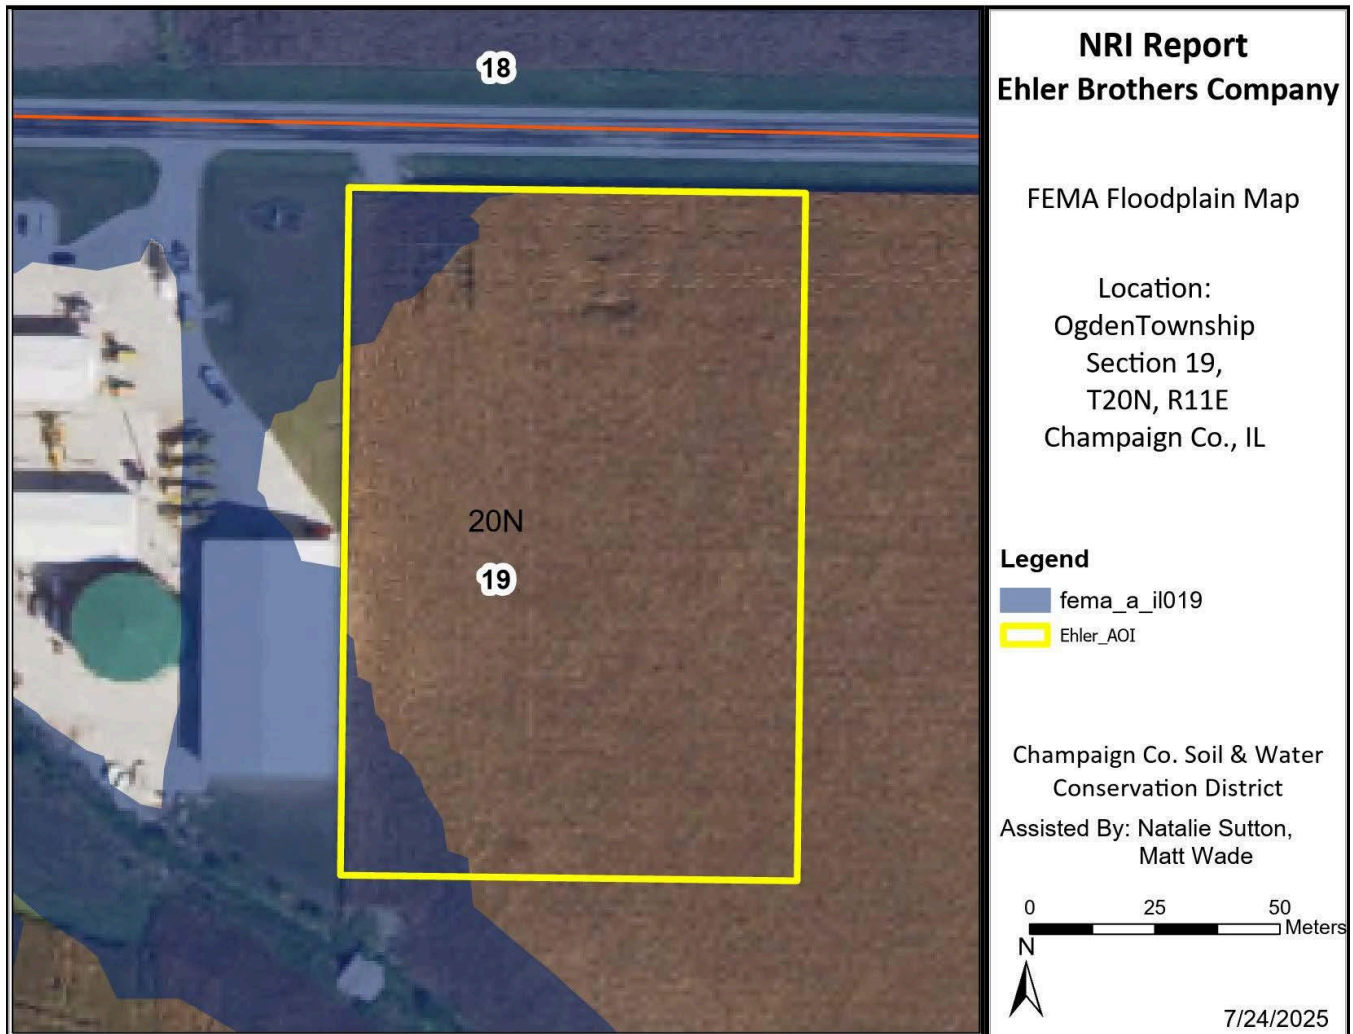 18
20N
19
NRI Report
Ehler Brothers Company
FEMA Floodplain Map
Location:
OgdenTownship
Section 19,
T20N, R11E
Champaign Co., IL
Legend
fema_a_il019
Ehler_AOI
Champaign Co. Soil & Water
Conservation District
Assisted By: Natalie Sutton,
Matt Wade
0 25 50
Meters
N
7/24/2025